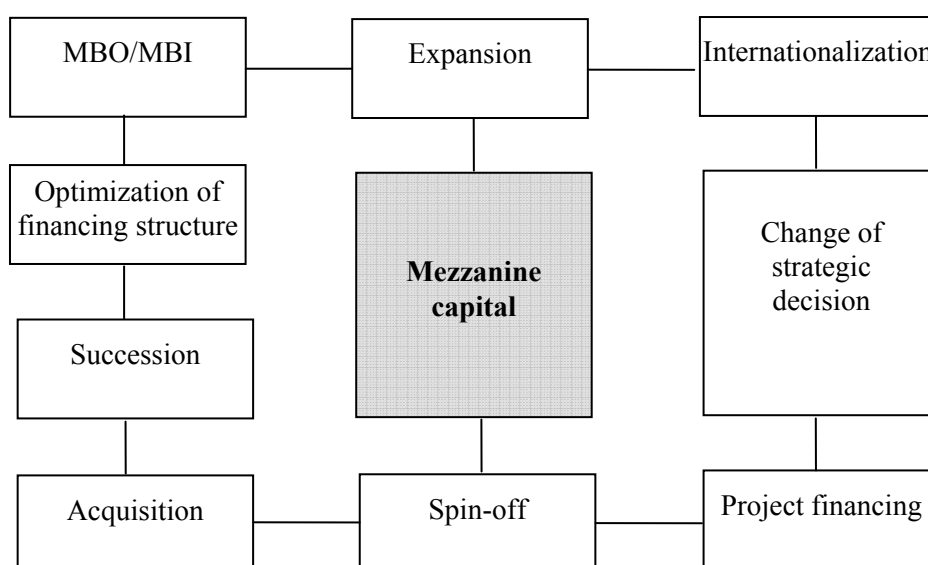 MBO/MBI
Expansion
Internationalization
Optimization of
financing structure
Mezzanine
capital
Change of
strategic
decision
Succession
Acquisition
Spin-off
Project financing